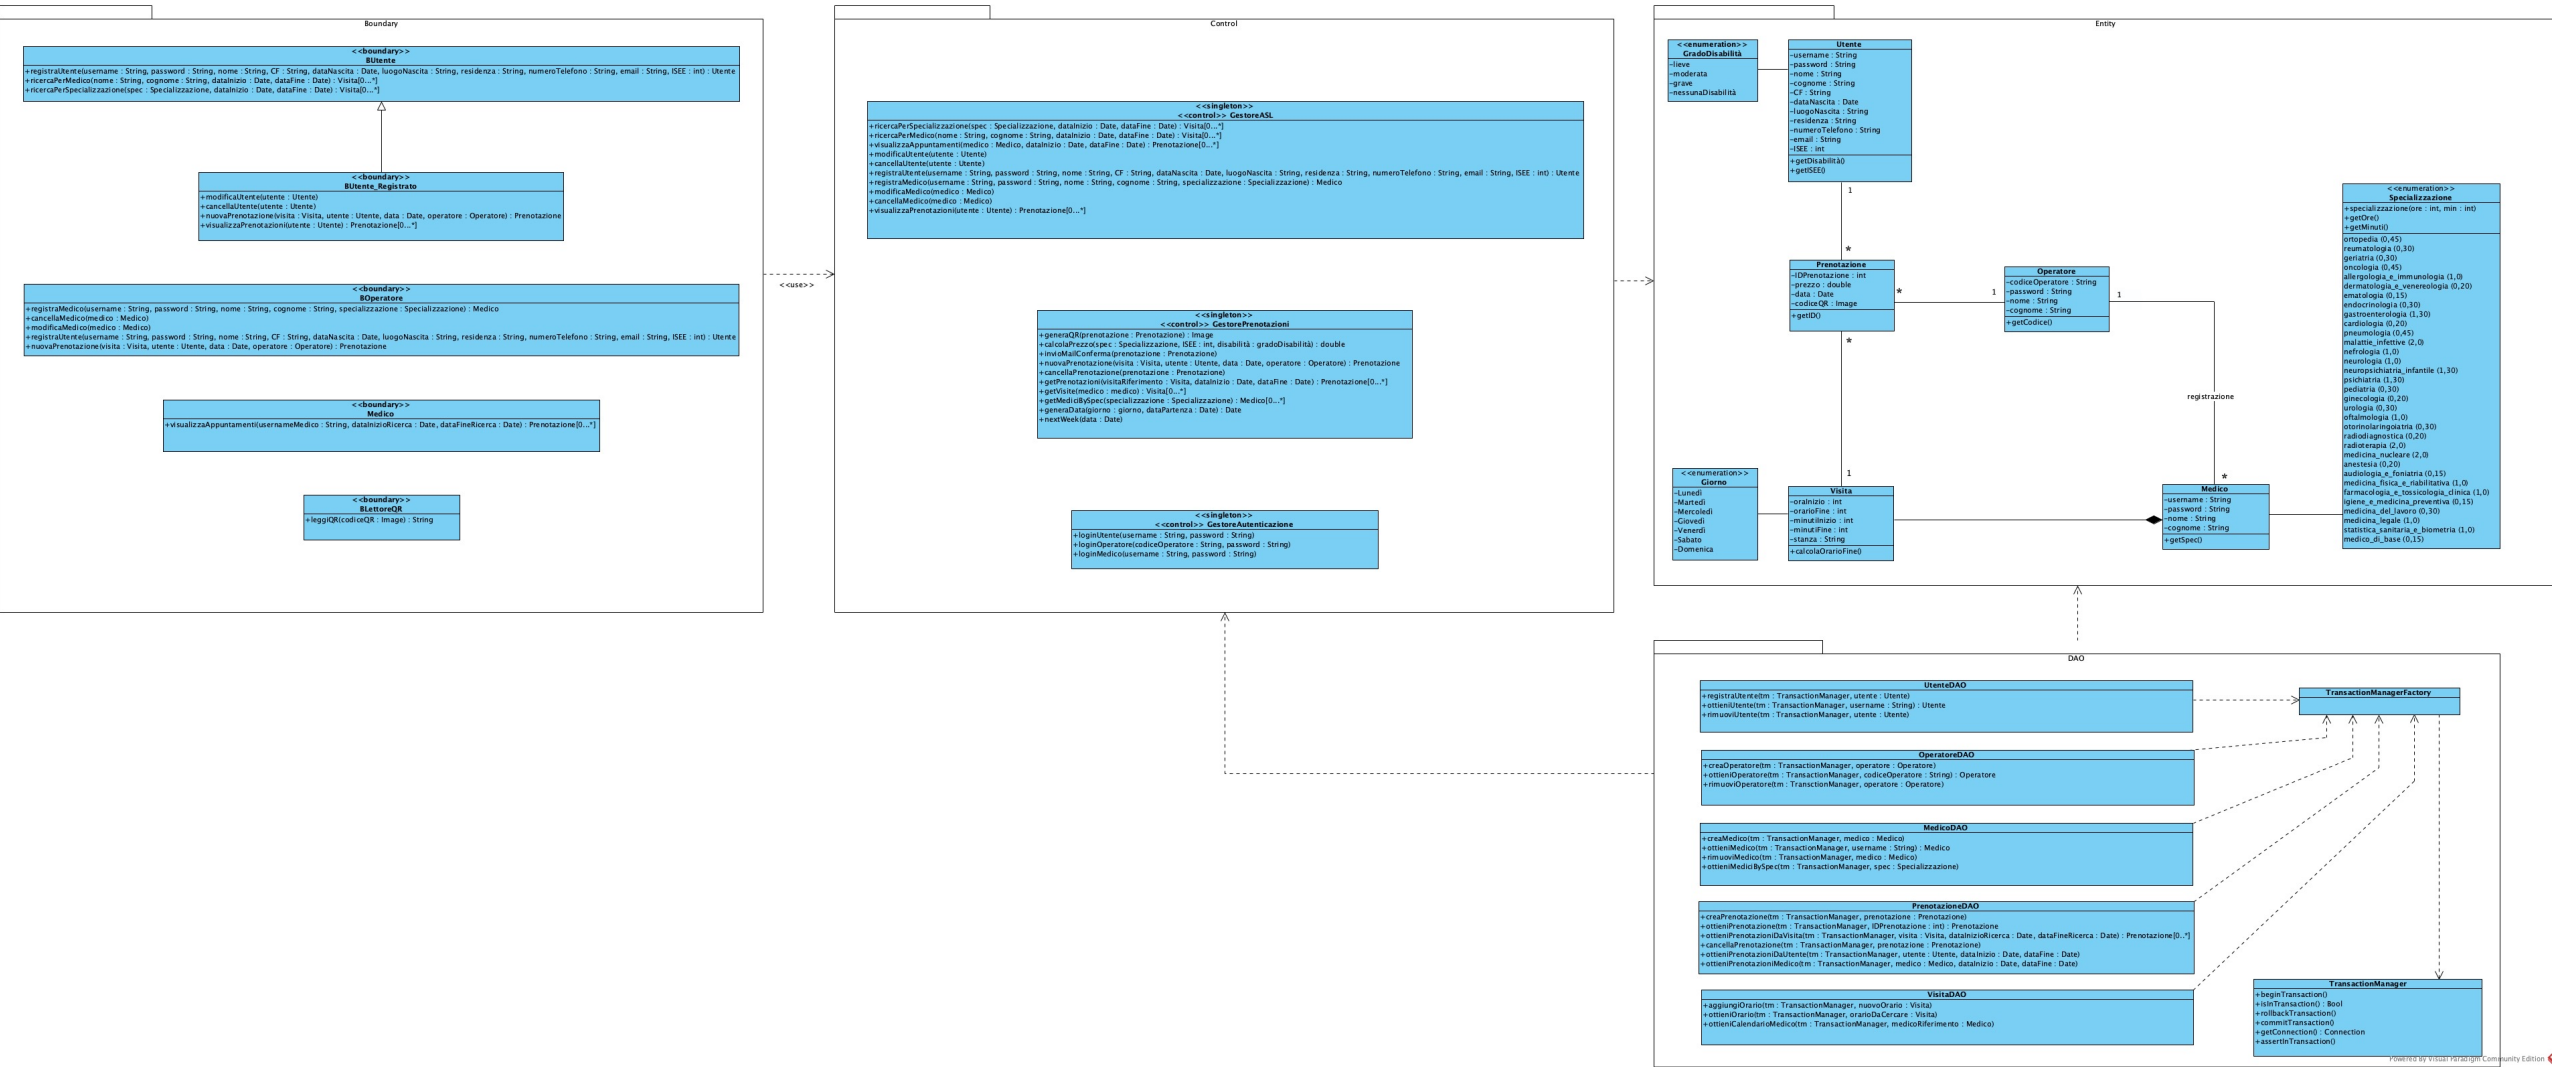 Boundary
<<boundary>>
BUtente
+registraUtente(username : String, password : String, nome : String, CF : String, dataNascita : Date, luogoNascita : String, residenza : String, numeroTelefono : String, email : String, ISEE : int) : Utente
+ricercaPerMedico(nome : String, cognome : String, dataInizio : Date, dataFine : Date) : Visita[0...*]
+ricercaPerSpecializzazione(spec : Specializzazione, dataInizio : Date, dataFine : Date) : Visita[0...*]
<<boundary>>
BUtente_Registrato
+modificaUtente(utente : Utente)
+cancellaUtente(utente : Utente)
+nuovaPrenotazione(visita : Visita, utente : Utente, data : Date, operatore : Operatore) : Prenotazione
+visualizzaPrenotazioni(utente : Utente) : Prenotazione[0...*]
<<boundary>>
BOperatore
+registraMedico(username : String, password : String, nome : String, cognome : String, specializzazione : Specializzazione) : Medico
+cancellaMedico(medico : Medico)
+modificaMedico(medico : Medico)
+registraUtente(username : String, password : String, nome : String, CF : String, dataNascita : Date, luogoNascita : String, residenza : String, numeroTelefono : String, email : String, ISEE : int) : Utente
+nuovaPrenotazione(visita : Visita, utente : Utente, data : Date, operatore : Operatore) : Prenotazione
<<boundary>>
Medico
+visualizzaAppuntamenti(usernameMedico : String, dataInizioRicerca : Date, dataFineRicerca : Date) : Prenotazione[0...*]
<<boundary>>
BLettoreQR
+leggiQR(codiceQR : Image) : String
<<use>>
Control
<<singleton>>
<<control>> GestoreASL
+ricercaPerSpecializzazione(spec : Specializzazione, dataInizio : Date, dataFine : Date) : Visita[0...*]
+ricercaPerMedico(nome : String, cognome : String, dataInizio : Date, dataFine : Date) : Visita[0...*]
+visualizzaAppuntamenti(medico : Medico, dataInizio : Date, dataFine : Date) : Prenotazione[0...*]
+modificaUtente(utente : Utente)
+cancellaUtente(utente : Utente)
+registraUtente(username : String, password : String, nome : String, CF : String, dataNascita : Date, luogoNascita : String, residenza : String, numeroTelefono : String, email : String, ISEE : int) : Utente
+registraMedico(username : String, password : String, nome : String, cognome : String, specializzazione : Specializzazione) : Medico
+modificaMedico(medico : Medico)
+cancellaMedico(medico : Medico)
+visualizzaPrenotazioni(utente : Utente) : Prenotazione[0...*]
<<singleton>>
<<control>> GestorePrenotazioni
+generaQR(prenotazione : Prenotazione) : Image
+calcolaPrezzo(spec : Specializzazione, ISEE : int, disabilità : gradoDisabilità) : double
+invioMailConferma(prenotazione : Prenotazione)
+nuovaPrenotazione(visita : Visita, utente : Utente, data : Date, operatore : Operatore) : Prenotazione
+cancellaPrenotazione(prenotazione : Prenotazione)
+getPrenotazioni(visitaRiferimento : Visita, dataInizio : Date, dataFine : Date) : Prenotazione[0...*]
+getVisite(medico : medico) : Visita[0...*]
+getMediciBySpec(specializzazione : Specializzazione) : Medico[0...*]
+generaData(giorno : giorno, dataPartenza : Date) : Date
+nextWeek(data : Date)
<<singleton>>
<<control>> GestoreAutenticazione
+loginUtente(username : String, password : String)
+loginOperatore(codiceOperatore : String, password : String)
+loginMedico(username : String, password : String)
Entity
<<enumeration>>
GradoDisabilità
-lieve
-moderata
-grave
-nessunaDisabilità
Utente
-username : String
-password : String
-nome : String
-cognome : String
-CF : String
-dataNascita : Date
-luogoNascita : String
-residenza : String
-numeroTelefono : String
-email : String
-ISEE : int
+getDisabilità()
+getISEE()
1
*
Prenotazione
-IDPrenotazione : int
-prezzo : double
-data : Date
-codiceQR : Image
+getID()
*
1
Operatore
-codiceOperatore : String
-password : String
-nome : String
-cognome : String
+getCodice()
1
registrazione
*
*
1
<<enumeration>>
Giorno
-Lunedì
-Martedì
-Mercoledì
-Giovedì
-Venerdì
-Sabato
-Domenica
Visita
-oraInizio : int
-orarioFine : int
-minutiInizio : int
-minutiFine : int
-stanza : String
+calcolaOrarioFine()
Medico
-username : String
-password : String
-nome : String
-cognome : String
+getSpec()
<<enumeration>>
Specializzazione
+specializzazione(ore : int, min : int)
+getOre()
+getMinuti()
ortopedia (0,45)
reumatologia (0,30)
geriatria (0,30)
oncologia (0,45)
allergologia_e_immunologia (1,0)
dermatologia_e_venereologia (0,20)
ematologia (0,15)
endocrinologia (0,30)
gastroenterologia (1,30)
cardiologia (0,20)
pneumologia (0,45)
malattie_infettive (2,0)
nefrologia (1,0)
neurologia (1,0)
neuropsichiatria_infantile (1,30)
psichiatria (1,30)
pediatria (0,30)
ginecologia (0,20)
urologia (0,30)
oftalmologia (1,0)
otorinolaringoiatria (0,30)
radiodiagnostica (0,20)
radioterapia (2,0)
medicina_nucleare (2,0)
anestesia (0,20)
audiologia_e_foniatria (0,15)
medicina_fisica_e_riabilitativa (1,0)
farmacologia_e_tossicologia_clinica (1,0)
igiene_e_medicina_preventiva (0,15)
medicina_del_lavoro (0,30)
medicina_legale (1,0)
statistica_sanitaria_e_biometria (1,0)
medico_di_base (0,15)
DAO
UtenteDAO
+registraUtente(tm : TransactionManager, utente : Utente)
+ottieniUtente(tm : TransactionManager, username : String) : Utente
+rimuoviUtente(tm : TransactionManager, utente : Utente)
TransactionManagerFactory
OperatoreDAO
+creaOperatore(tm : TransactionManager, operatore : Operatore)
+ottieniOperatore(tm : TransactionManager, codiceOperatore : String) : Operatore
+rimuoviOperatore(tm : TransctionManager, operatore : Operatore)
MedicoDAO
+creaMedico(tm : TransactionManager, medico : Medico)
+ottieniMedico(tm : TransactionManager, username : String) : Medico
+rimuoviMedico(tm : TransactionManager, medico : Medico)
+ottieniMediciBySpec(tm : TransactionManager, spec : Specializzazione)
PrenotazioneDAO
+creaPrenotazione(tm : TransactionManager, prenotazione : Prenotazione)
+ottieniPrenotazione(tm : TransactionManager, IDPrenotazione : int) : Prenotazione
+ottieniPrenotazioniDaVisita(tm : TransactionManager, visita : Visita, dataInizioRicerca : Date, dataFineRicerca : Date) : Prenotazione[0..*]
+cancellaPrenotazione(tm : TransactionManager, prenotazione : Prenotazione)
+ottieniPrenotazioniDaUtente(tm : TransactionManager, utente : Utente, dataInizio : Date, dataFine : Date)
+ottieniPrenotazioniMedico(tm : TransactionManager, medico : Medico, dataInizio : Date, dataFine : Date)
VisitaDAO
+aggiungiOrario(tm : TransactionManager, nuovoOrario : Visita)
+ottieniOrario(tm : TransactionManager, orarioDaCercare : Visita)
+ottieniCalendarioMedico(tm : TransactionManager, medicoRiferimento : Medico)
TransactionManager
+beginTransaction()
+isInTransaction() : Bool
+rollbackTransaction()
+commitTransaction()
+getConnection() : Connection
+assertInTransaction()
Powered By Visual Paradigm Community Edition